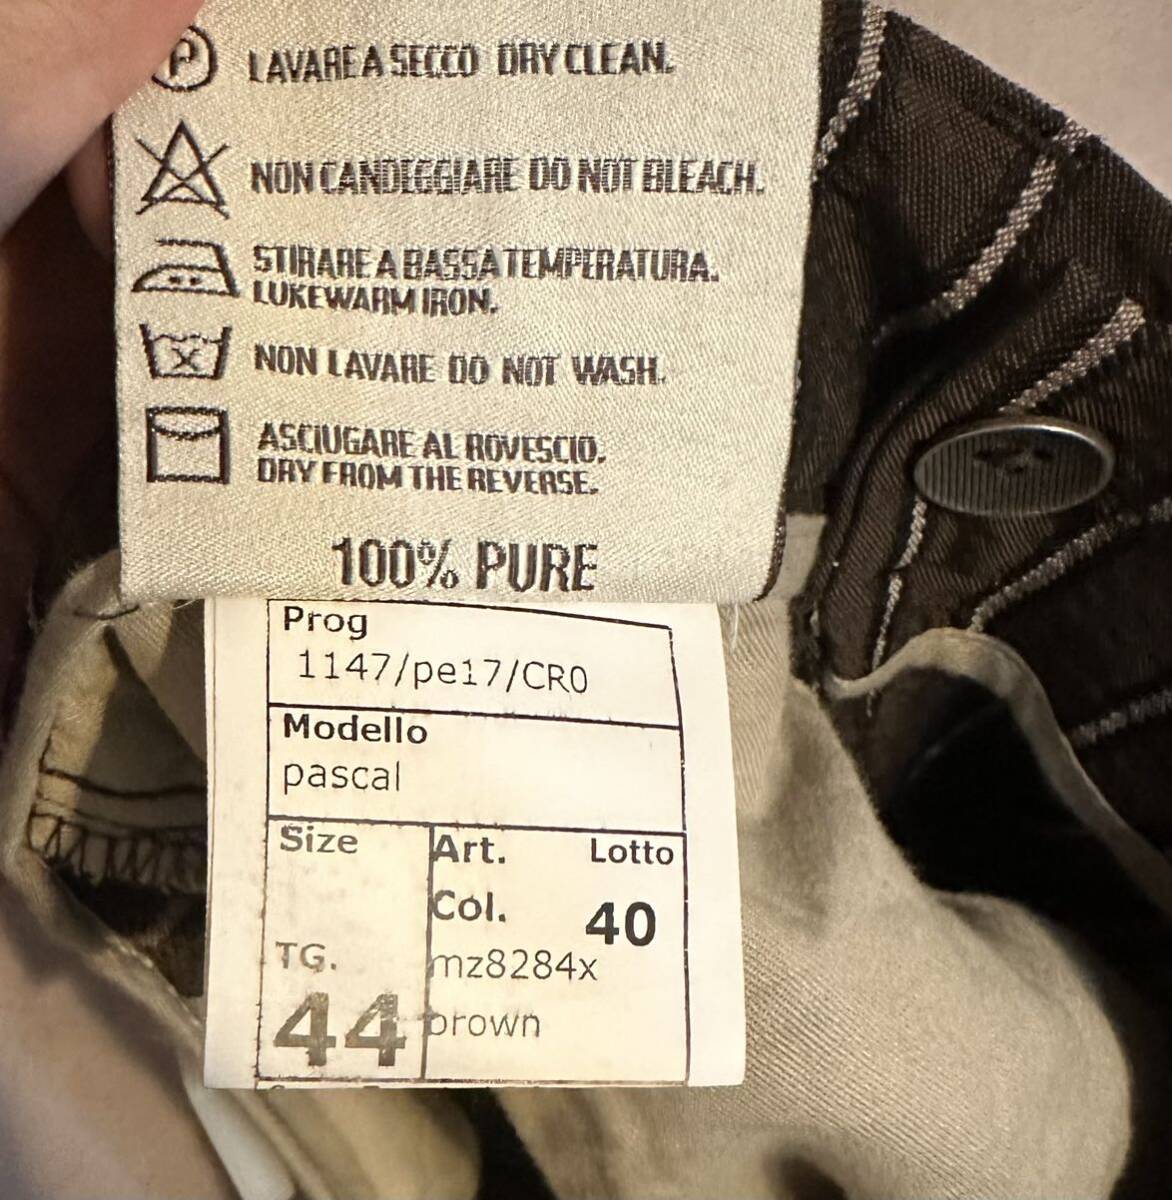 P LAVARE A SECCO DRY CLEAN.
NON CANDEGGIARE DO NOT BLEACH.
STIRARE A BASSA TEMPERATURA.
LUKEWARM IRON.
NON LAVARE DO NOT WASH.
ASCIUGARE AL ROVESCIO.
DRY FROM THE REVERSE.
100% PURE
Prog
1147/pe17/CR0
Modello
pascal
Size
TG.
44
Art. Lotto
Col. 40
mz8284x
brown